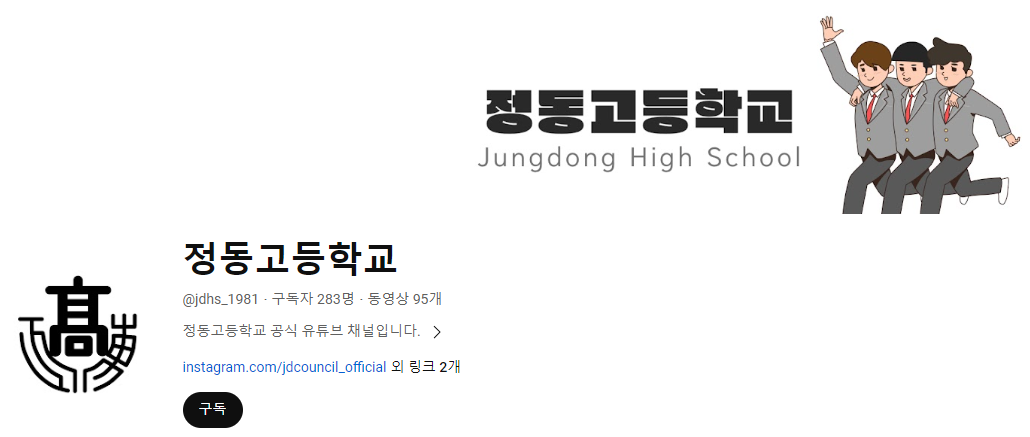 정동고등학교
Jungdong High School
정동고등학교
@jdhs_1981 · 구독자 283명 · 동영상 95개
정동고등학교 공식 유튜브 채널입니다.
instagram.com/jdcouncil_official 외 링크 2개
高
구독